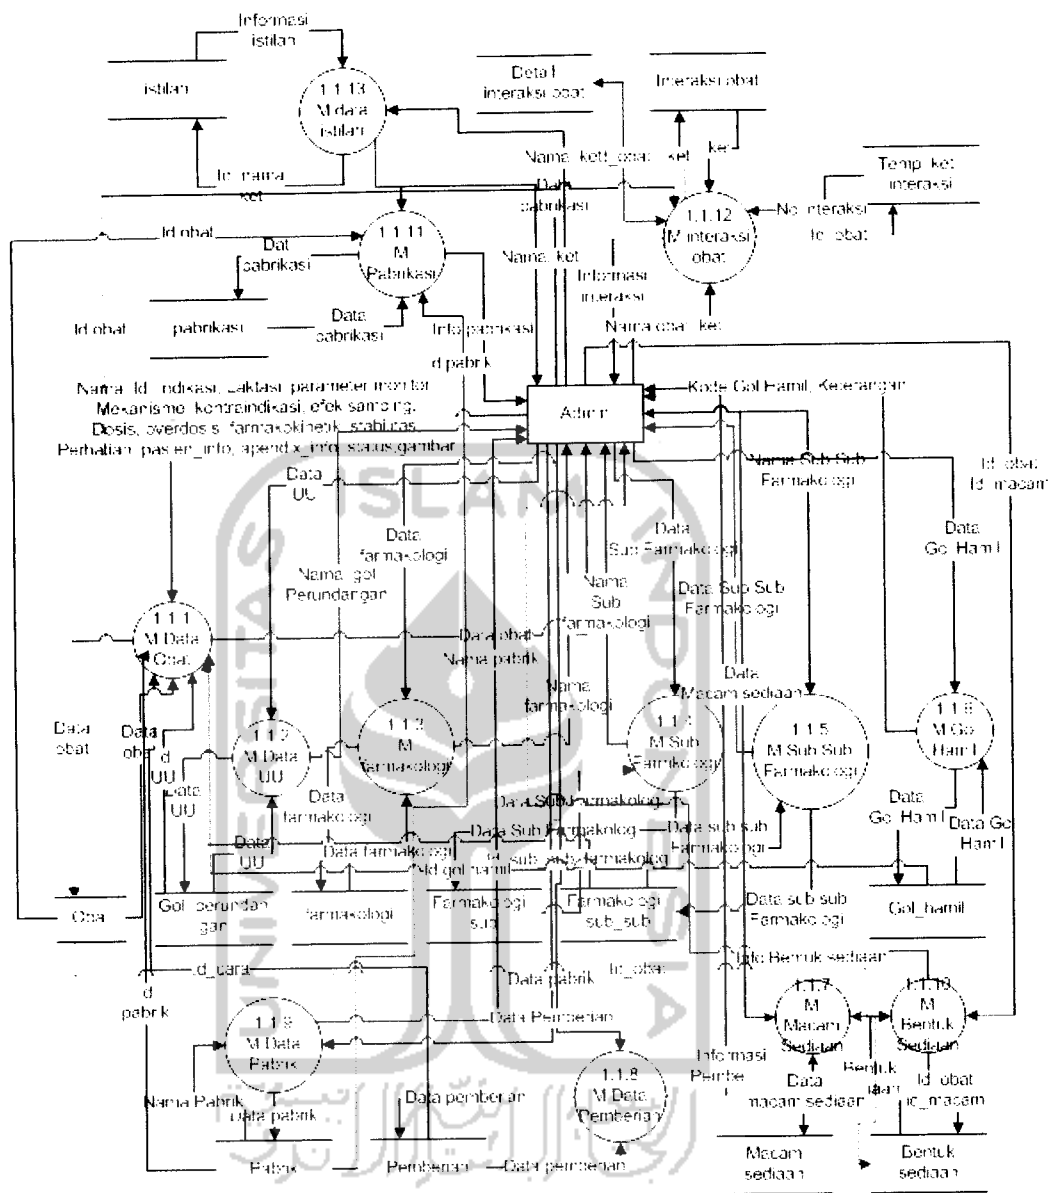 Informasi
istilah
istilah
1.1.13
M data
istilah
Id nama
ket
Detail
interaksi obat
Interaksi obat
ket
ket
Temp ket
interaksi
Nama
No interaksi
Id obat
1.1.12
M interaksi
obat
pabrikasi
Id obat
1.1.11
M
Pabrikasi
Dat
pabrikasi
Nama ket
Informasi
interaksi
Id obat
pabrikasi
Data
pabrikasi
Info pabrikasi
Nama obat ket
Nama Id Indikasi, Laktasi parameter monitor
Mekanisme kontraindikasi, efek samping,
Dosis, overdosis farmakokinetik stabilitas
Perhatian pasien_info, apendix_info, status,gambar
Admin
Kode Gol Hamil, Keterangan
Id obat
Id macam
Data
UU
Data
farmakologi
Nama gol
Perundangan
Data
Sub Farmakologi
Nama
Sub
farmakologi
Data Sub Sub
Farmakologi
Nama Sub Sub
Farmakologi
Data
Gol Hamil
1.1.1
M Data
Obat
Data obat
Nama pabrik
Nama
farmakologi
Data
Macam sediaan
Data
obat
Data
obat
Id
UU
Data
UU
1.1.2
M Data
UU
1.1.3
M
farmakologi
1.1.4
M Sub
Farmkologi
1.1.5
M Sub Sub
Farmakologi
1.1.6
M Gol
Hamil
Data
farmakologi
Data
UU
Data farmakologi
Data Sub Farmakolog
Id gol hamil
Data sub sub
Farmakologi
Data
Gol Hamil
Data Gol
Hamil
Obat
Gol_perundan
gan
farmakologi
Farmakologi
sub
Farmakologi
sub_sub
Data sub sub
Farmakologi
Gol_hamil
Id_cara
Data pabrik
Id_obat
Info Bentuk sediaan
Id
pabrik
1.1.9
M Data
Pabrik
Data Pemberian
1.1.7
M
Macam
Sediaan
1.1.10
M
Bentuk
Sediaan
Nama Pabrik
Data pabrik
Data pemberian
1.1.8
M Data
Pemberian
Informasi
Data
macam sediaan
Bentuk
Id_obat
id_macam
Pabrik
Pemberian
Data pemberian
Macam
sediaan
Bentuk
sediaan
ISLAM
UNIVERSITAS
INDONESIA